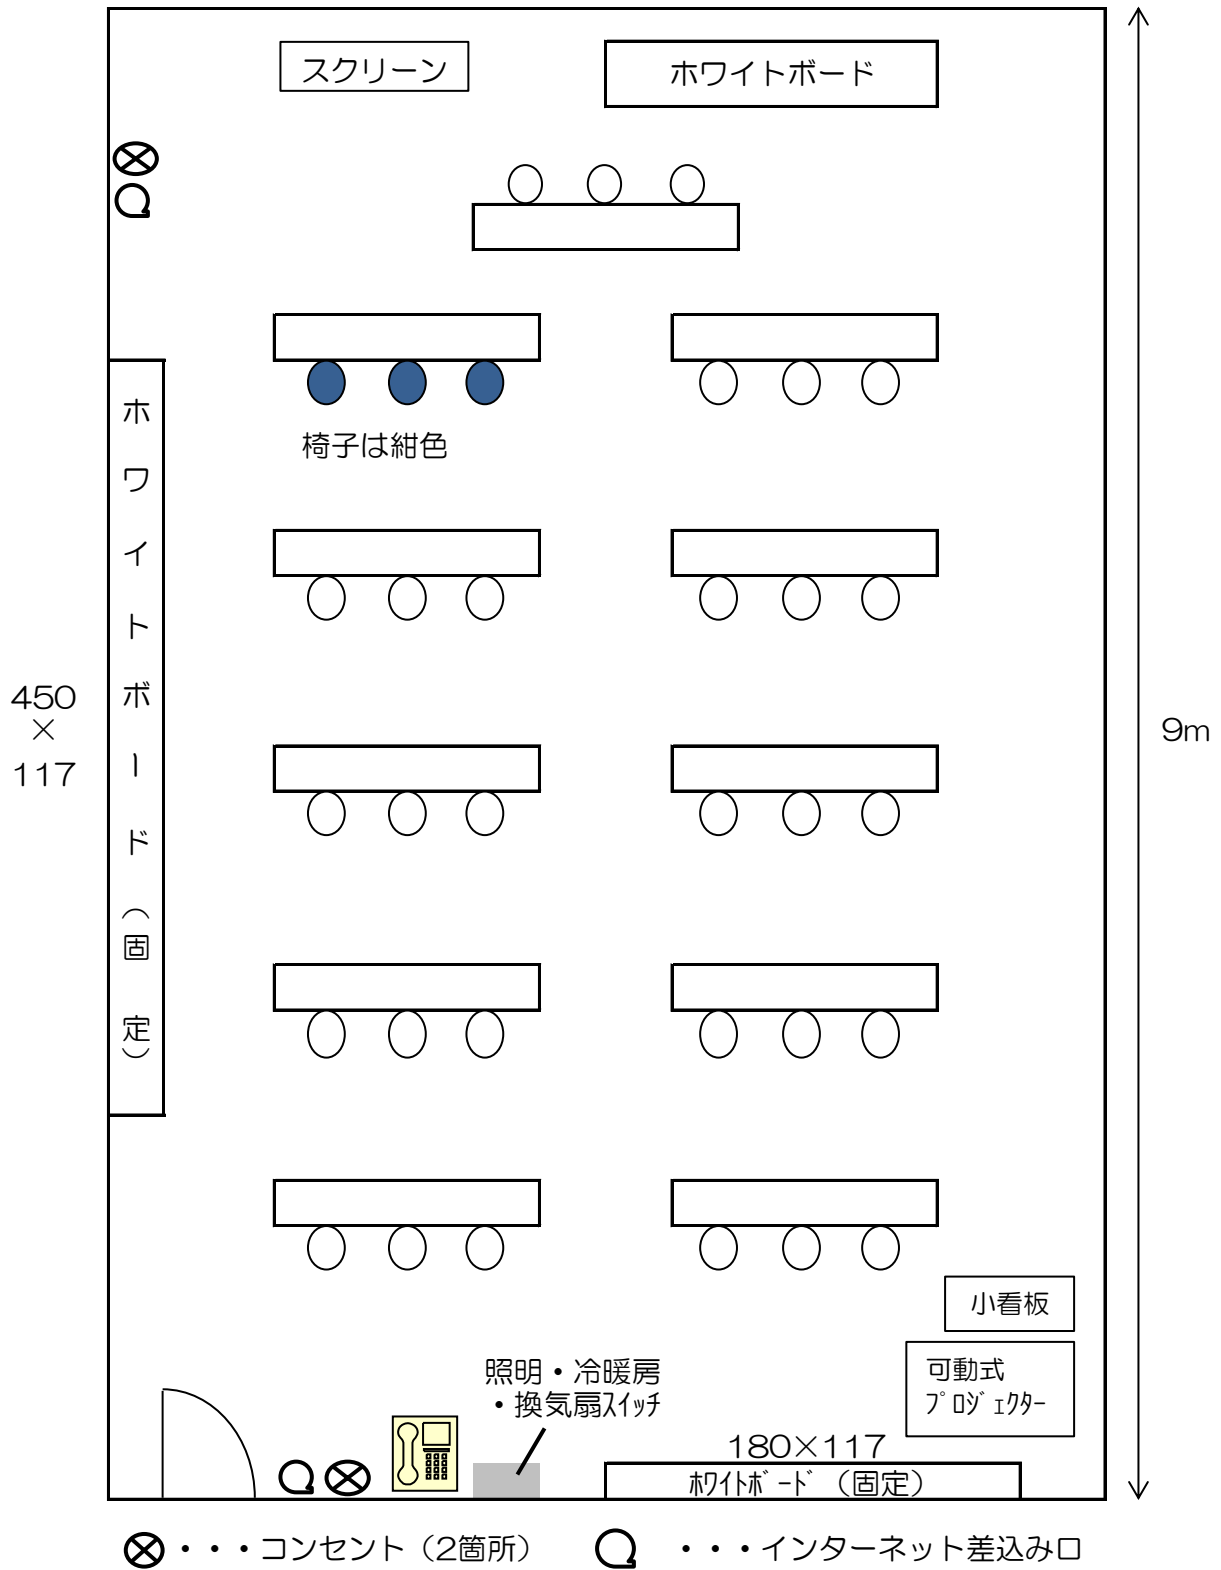 スクリーン
ホワイトボード
椅子は紺色
ホワイトボード（固定）
450
×
117
9m
小看板
可動式
ﾌﾟﾛｼﾞｪｸﾀｰ
照明・冷暖房
・換気扇ｽｲｯﾁ
180×117
ﾎﾜｲﾄﾎﾞｰﾄﾞ（固定）
・・・コンセント（2箇所）
・・・インターネット差込み口